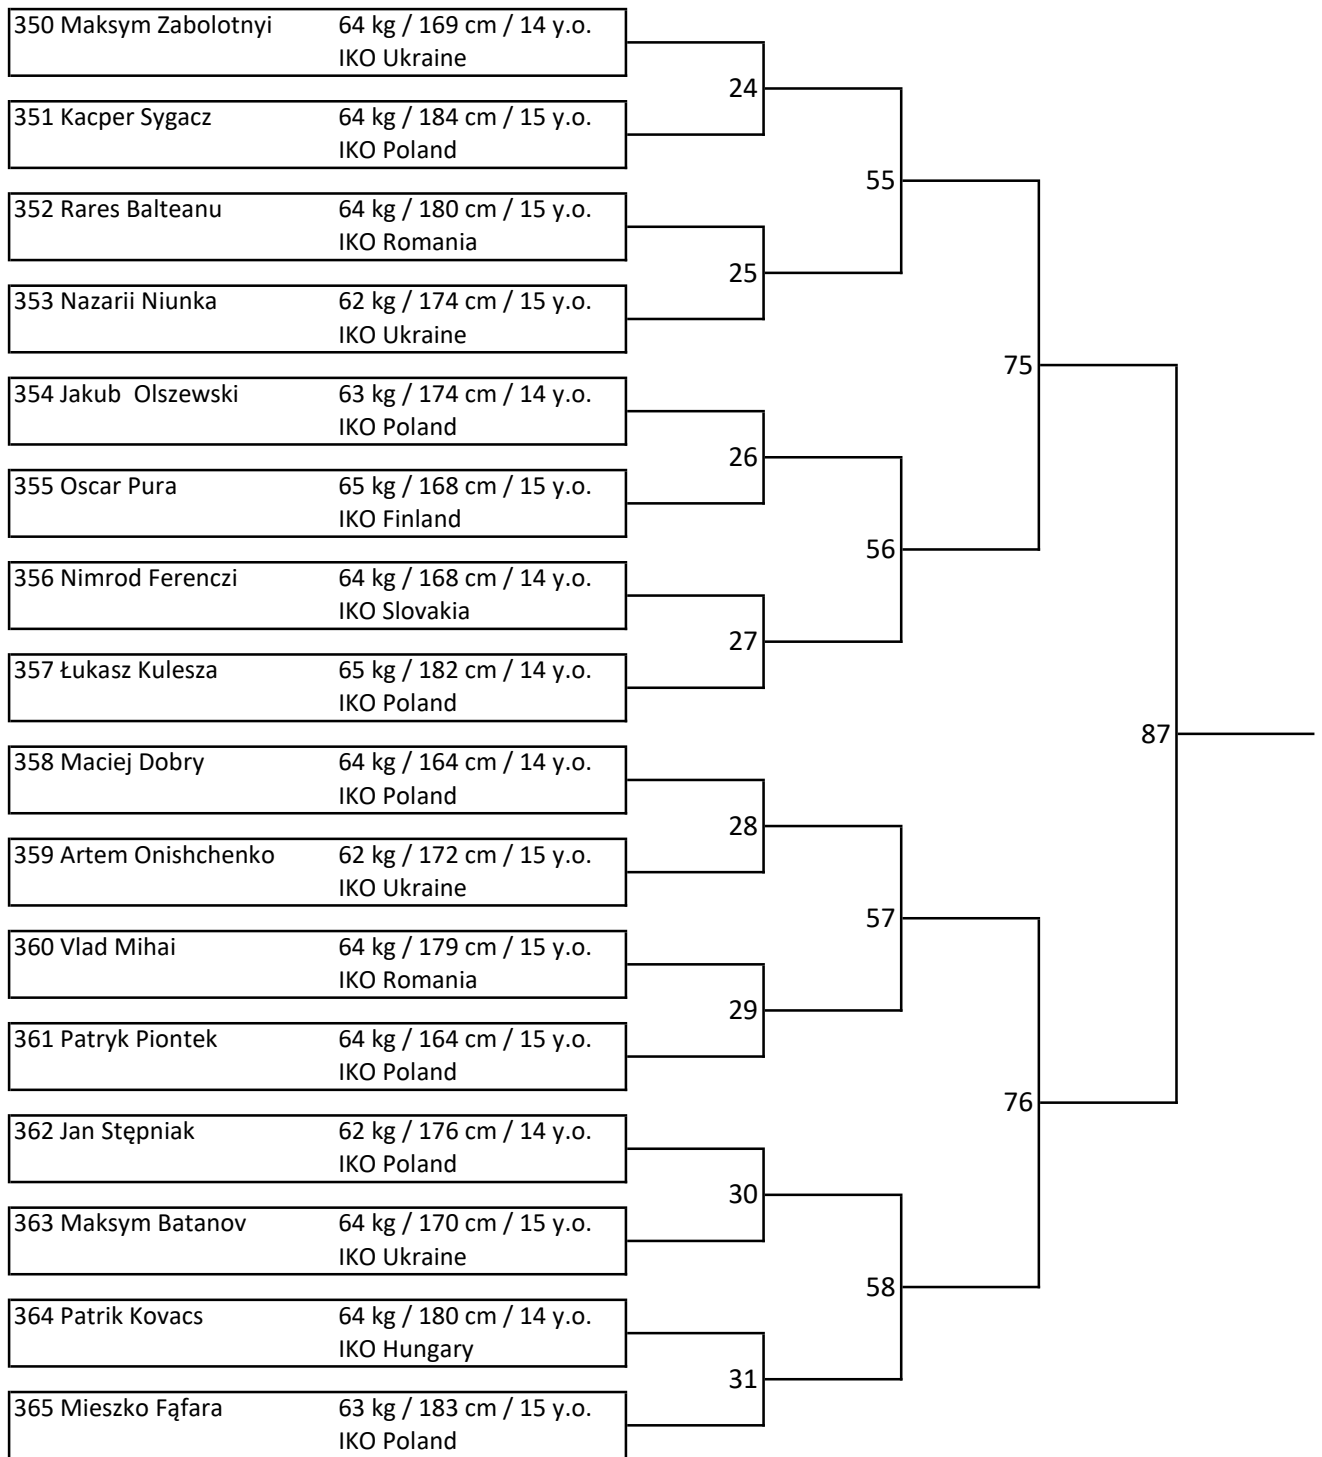 350 Maksym Zabolotnyi 64 kg / 169 cm / 14 y.o.
IKO Ukraine
24
351 Kacper Sygacz 64 kg / 184 cm / 15 y.o.
IKO Poland
55
352 Rares Balteanu 64 kg / 180 cm / 15 y.o.
IKO Romania
25
353 Nazarii Niunka 62 kg / 174 cm / 15 y.o.
IKO Ukraine
75
354 Jakub  Olszewski 63 kg / 174 cm / 14 y.o.
IKO Poland
26
355 Oscar Pura 65 kg / 168 cm / 15 y.o.
IKO Finland
56
356 Nimrod Ferenczi 64 kg / 168 cm / 14 y.o.
IKO Slovakia
27
357 Łukasz Kulesza 65 kg / 182 cm / 14 y.o.
IKO Poland
87
358 Maciej Dobry 64 kg / 164 cm / 14 y.o.
IKO Poland
28
359 Artem Onishchenko 62 kg / 172 cm / 15 y.o.
IKO Ukraine
57
360 Vlad Mihai 64 kg / 179 cm / 15 y.o.
IKO Romania
29
361 Patryk Piontek 64 kg / 164 cm / 15 y.o.
IKO Poland
76
362 Jan Stępniak 62 kg / 176 cm / 14 y.o.
IKO Poland
30
363 Maksym Batanov 64 kg / 170 cm / 15 y.o.
IKO Ukraine
58
364 Patrik Kovacs 64 kg / 180 cm / 14 y.o.
IKO Hungary
31
365 Mieszko Fąfara 63 kg / 183 cm / 15 y.o.
IKO Poland